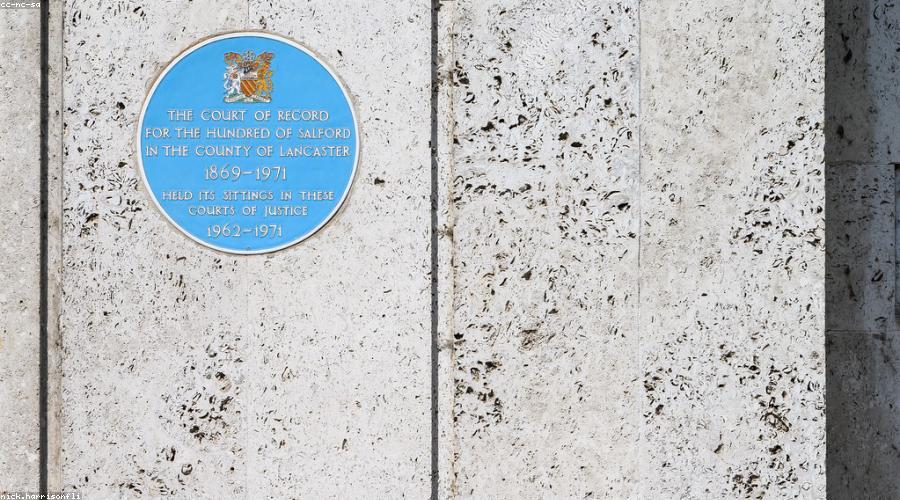 cc-nc-sa
THE COURT OF RECORD
FOR THE HUNDRED OF SALFORD
IN THE COUNTY OF LANCASTER
1869-1971
HELD ITS SITTINGS IN THESE
COURTS OF JUSTICE
1962-1971
nick.harrisonfli